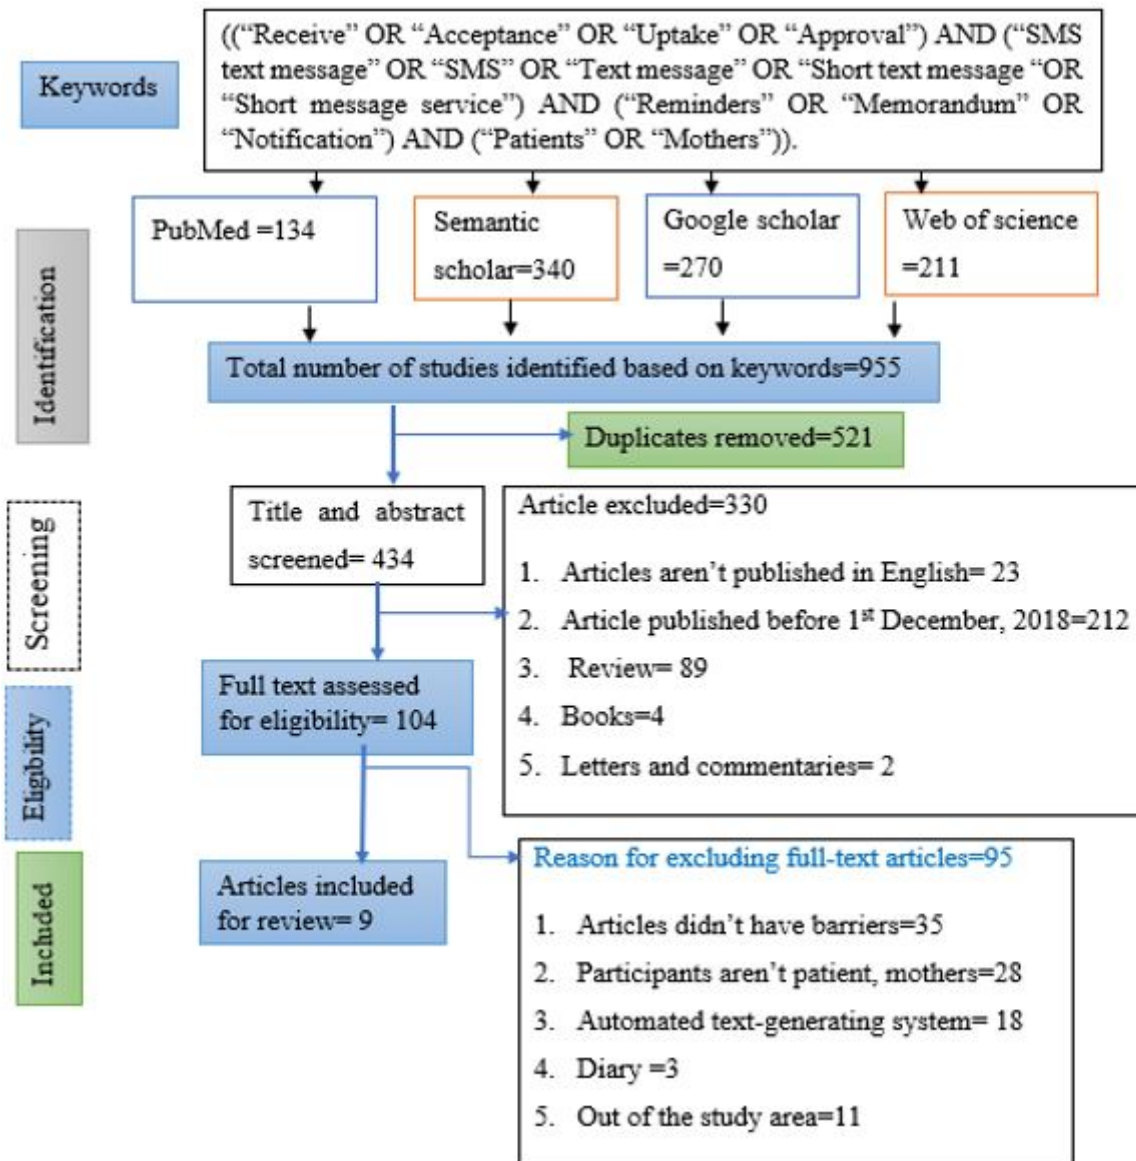 Keywords
((“Receive” OR “Acceptance” OR “Uptake” OR “Approval”) AND (“SMS
text message” OR “SMS” OR “Text message” OR “Short text message “OR
“Short message service”) AND (“Reminders” OR “Memorandum” OR
“Notification”) AND (“Patients” OR “Mothers”)).
Identification
PubMed =134
Semantic
scholar=340
Google scholar
=270
Web of science
=211
Total number of studies identified based on keywords=955
Duplicates removed=521
Screening
Title and abstract
screened= 434
Article excluded=330
1. Articles aren’t published in English= 23
2. Article published before 1st December, 2018=212
3. Review= 89
4. Books=4
5. Letters and commentaries= 2
Eligibility
Full text assessed
for eligibility= 104
Included
Articles included
for review= 9
Reason for excluding full-text articles=95
1. Articles didn’t have barriers=35
2. Participants aren’t patient, mothers=28
3. Automated text-generating system= 18
4. Diary =3
5. Out of the study area=11